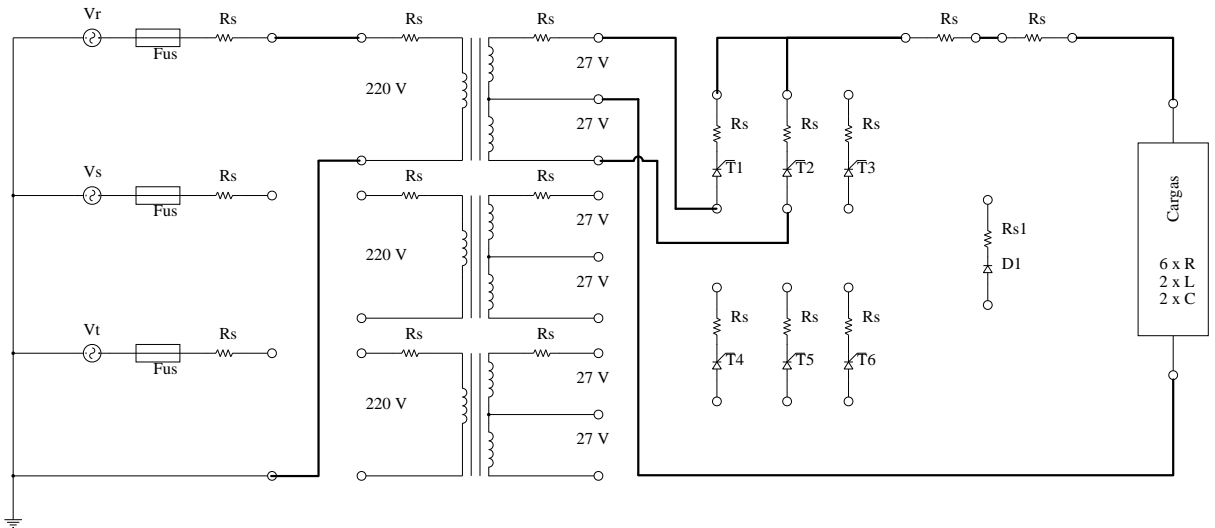 Vr
Rs
Fus
Rs
Rs
Rs
Rs
220 V
27 V
27 V
Rs
Rs
Rs
T1
T2
T3
Vs
Rs
Fus
Rs
Rs
220 V
27 V
27 V
Rs1
D1
Cargas
6 x R
2 x L
2 x C
Vt
Rs
Fus
Rs
Rs
220 V
27 V
27 V
Rs
Rs
Rs
T4
T5
T6